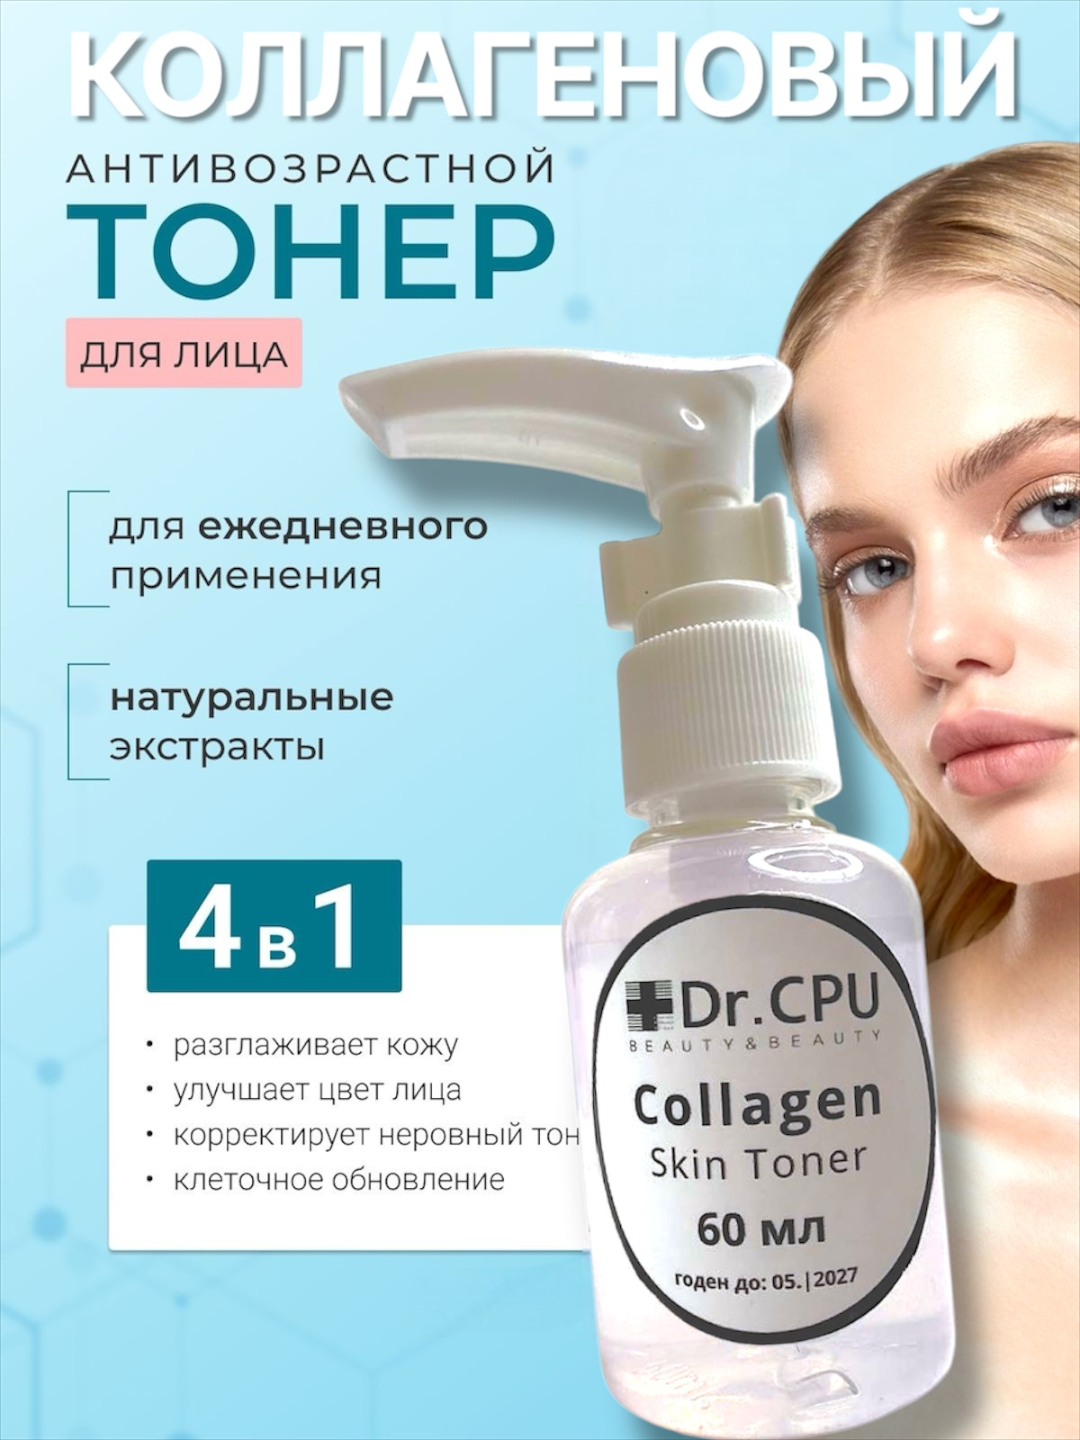 КОЛЛАГЕНОВЫЙ
АНТИВОЗРАСТНОЙ
ТОНЕР
ДЛЯ ЛИЦА
для ежедневного
применения
натуральные
экстракты
4 в 1
• разглаживает кожу
• улучшает цвет лица
• корректирует неровный тон
• клеточное обновление
Dr.CPU
BEAUTY&BEAUTY
Collagen
Skin Toner
60 мл
годен до: 05.|2027